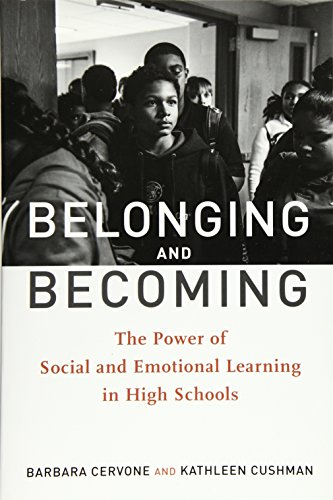 BELONGING
AND
BECOMING
The Power of
Social and Emotional Learning
in High Schools
BARBARA CERVONE AND KATHLEEN CUSHMAN